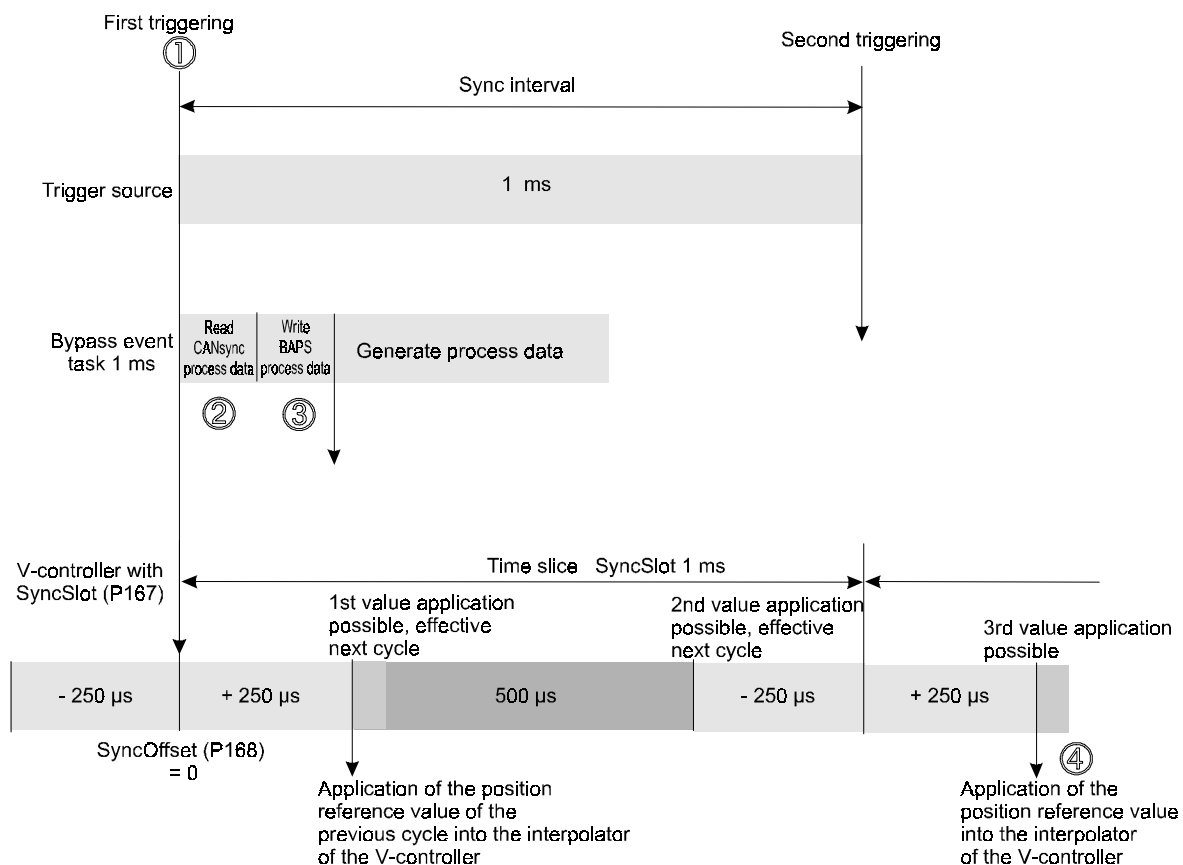 First triggering
①
Second triggering
Sync interval
Trigger source
1 ms
Bypass event
task 1 ms
Read
CANsync
process data
Write
BAPS
process data
Generate process data
②
③
V-controller with
SyncSlot (P167)
Time slice SyncSlot 1 ms
1st value application
possible, effective
next cycle
2nd value application
possible, effective
next cycle
3rd value application
possible
- 250 µs
+ 250 µs
500 µs
- 250 µs
+ 250 µs
SyncOffset (P168)
= 0
④
Application of the position
reference value of the
previous cycle into the interpolator
of the V-controller
Application of the
position reference value
into the interpolator
of the V-controller